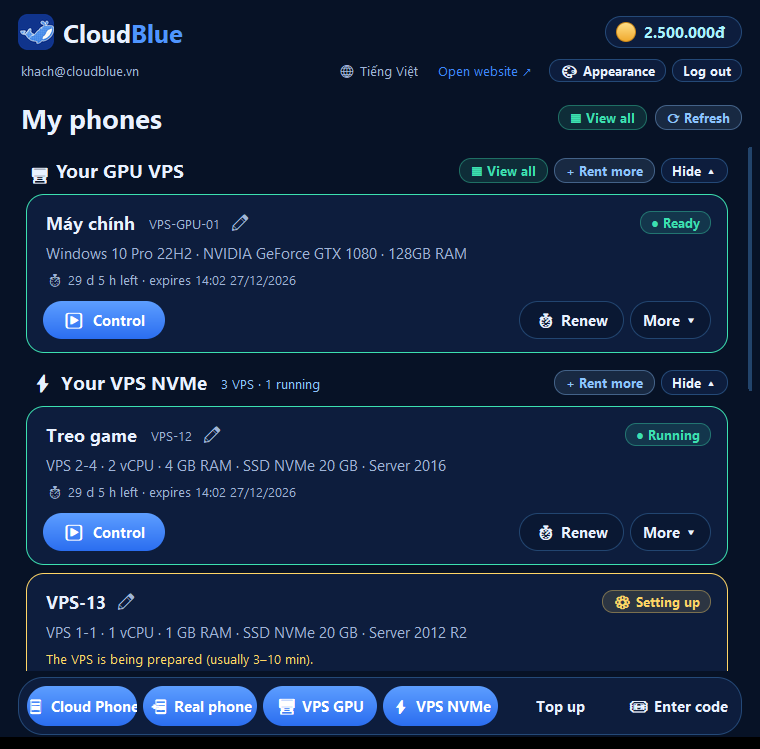 CloudBlue
2.500.000đ
khach@cloudblue.vn
Tiếng Việt
Open website ↗
Appearance
Log out
My phones
View all
Refresh
Your GPU VPS
View all
+ Rent more
Hide ▲
Máy chính VPS-GPU-01
● Ready
Windows 10 Pro 22H2 · NVIDIA GeForce GTX 1080 · 128GB RAM
29 d 5 h left · expires 14:02 27/12/2026
Control
Renew
More ▼
Your VPS NVMe 3 VPS · 1 running
+ Rent more
Hide ▲
Treo game VPS-12
● Running
VPS 2-4 · 2 vCPU · 4 GB RAM · SSD NVMe 20 GB · Server 2016
29 d 5 h left · expires 14:02 27/12/2026
Control
Renew
More ▼
VPS-13
Setting up
VPS 1-1 · 1 vCPU · 1 GB RAM · SSD NVMe 20 GB · Server 2012 R2
The VPS is being prepared (usually 3–10 min).
Cloud Phone
Real phone
VPS GPU
VPS NVMe
Top up
Enter code